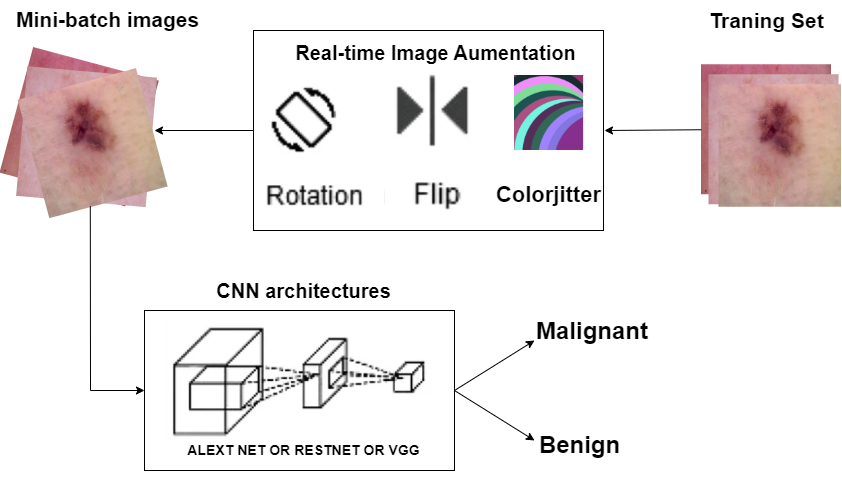 Mini-batch images
Traning Set
Real-time Image Aumentation
Rotation
Flip
Colorjitter
CNN architectures
ALEXT NET OR RESTNET OR VGG
Malignant
Benign